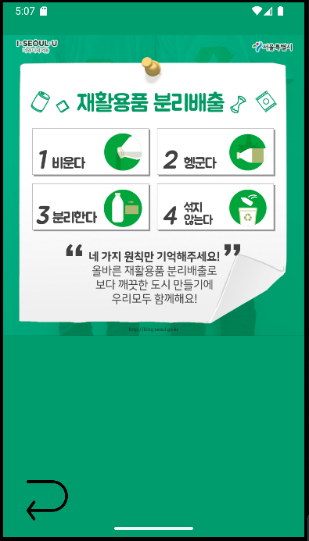 5:07
I·SEOUL·U
서울특별시
재활용품 분리배출
1 비운다
2 헹군다
3 분리한다
4 섞지
않는다
“ 네 가지 원칙만 기억해주세요! ”
올바른 재활용품 분리배출로
보다 깨끗한 도시 만들기에
우리모두 함께해요!